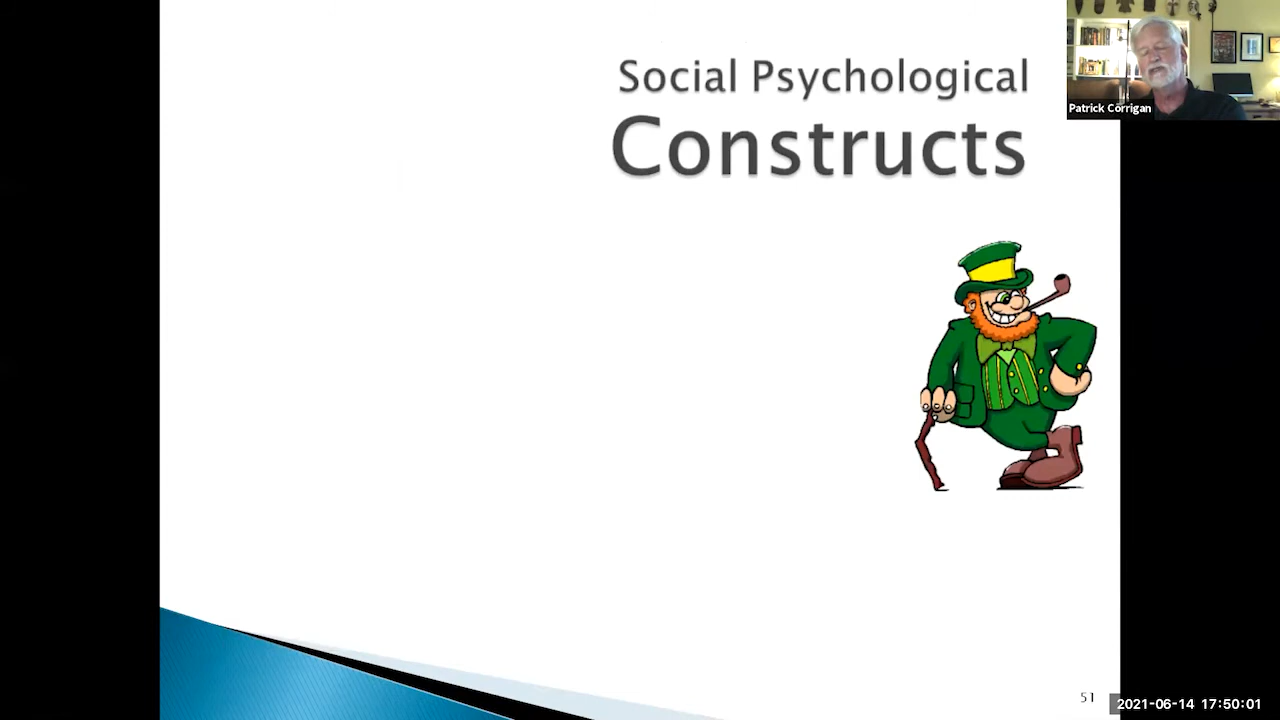 Social Psychological
Constructs
Patrick Corrigan
51
2021-06-14 17:50:01